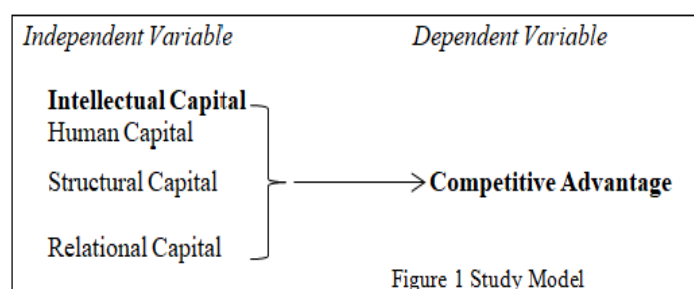 Independent Variable Dependent Variable
Intellectual Capital
Human Capital
Structural Capital
Competitive Advantage
Relational Capital
Figure 1 Study Model